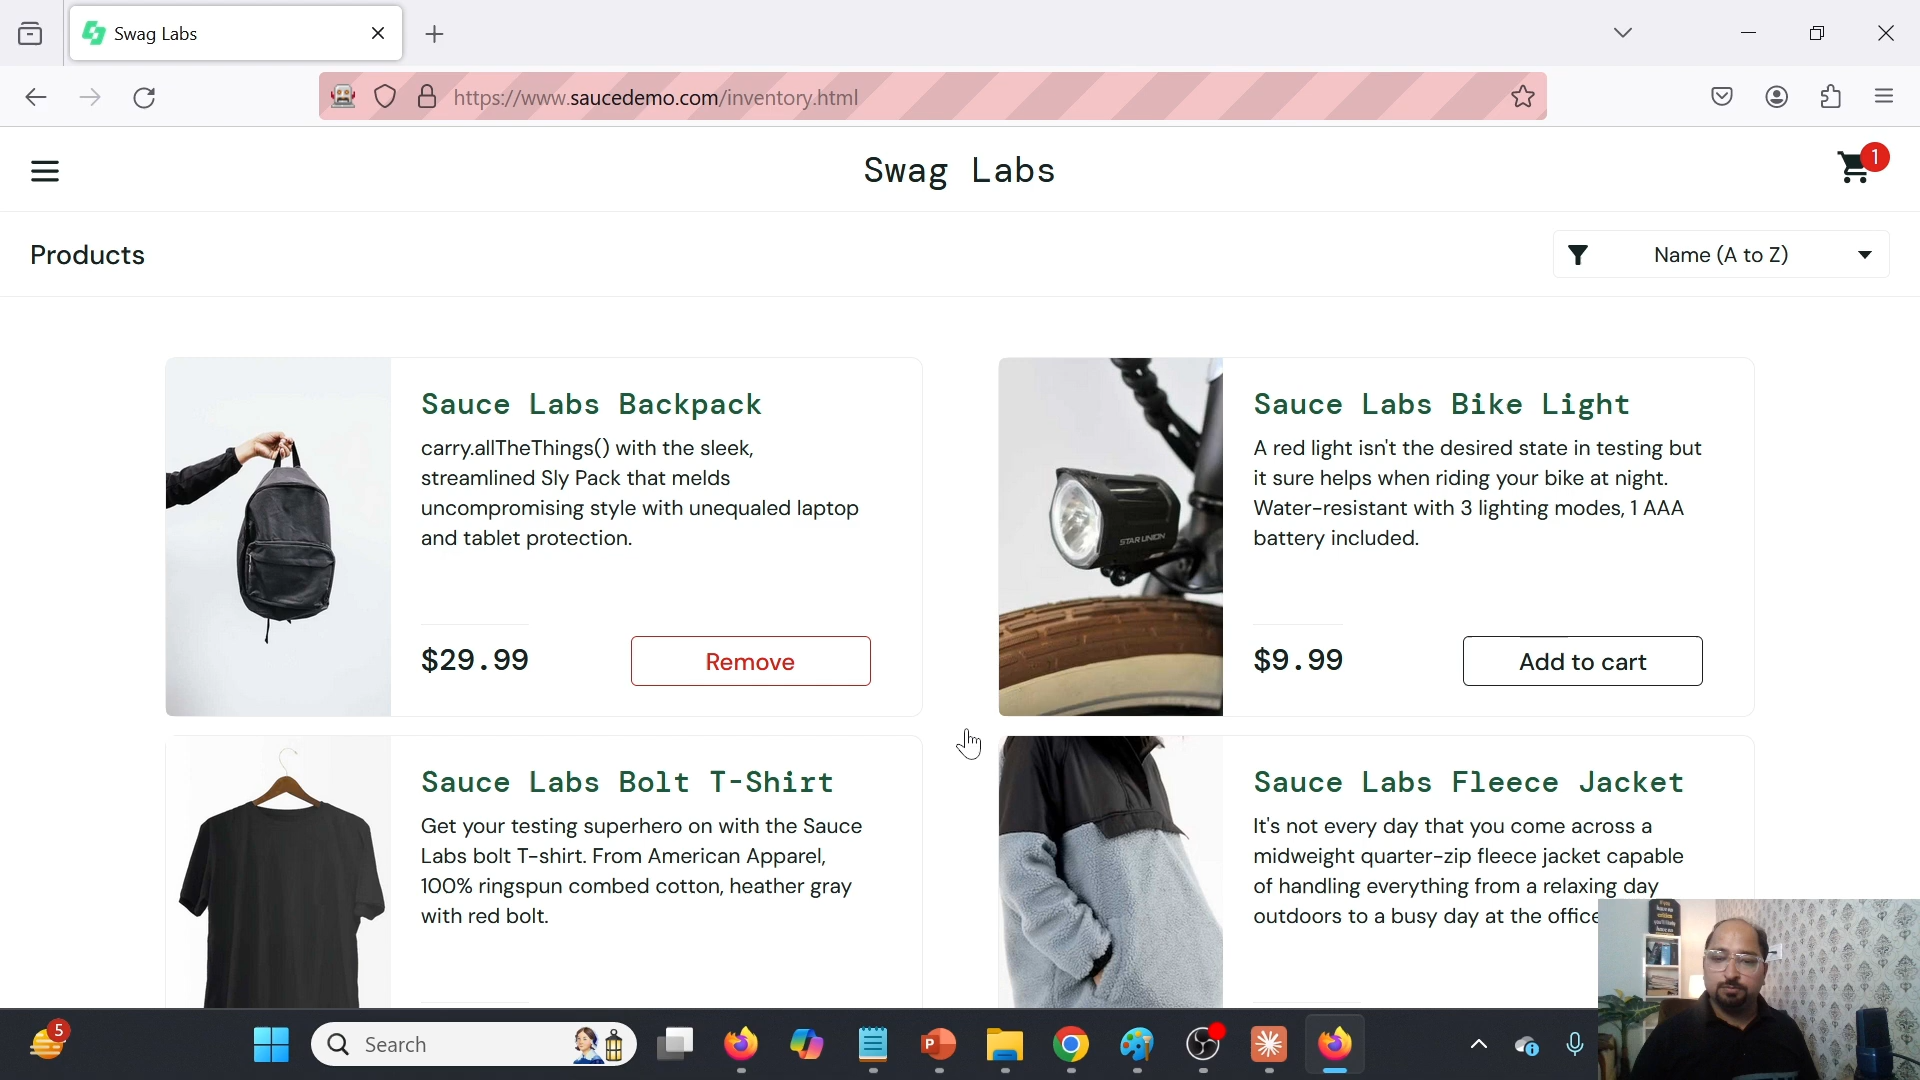 Swag Labs
https://www.saucedemo.com/inventory.html
Swag Labs
1
Products
Name (A to Z)
Sauce Labs Backpack
carry.allTheThings() with the sleek,
streamlined Sly Pack that melds
uncompromising style with unequaled laptop
and tablet protection.
$29.99
Remove
Sauce Labs Bike Light
A red light isn't the desired state in testing but
it sure helps when riding your bike at night.
Water-resistant with 3 lighting modes, 1 AAA
battery included.
STAR UNION
$9.99
Add to cart
Sauce Labs Bolt T-Shirt
Get your testing superhero on with the Sauce
Labs bolt T-shirt. From American Apparel,
100% ringspun combed cotton, heather gray
with red bolt.
Sauce Labs Fleece Jacket
It's not every day that you come across a
midweight quarter-zip fleece jacket capable
of handling everything from a relaxing day
outdoors to a busy day at the office
5
Search